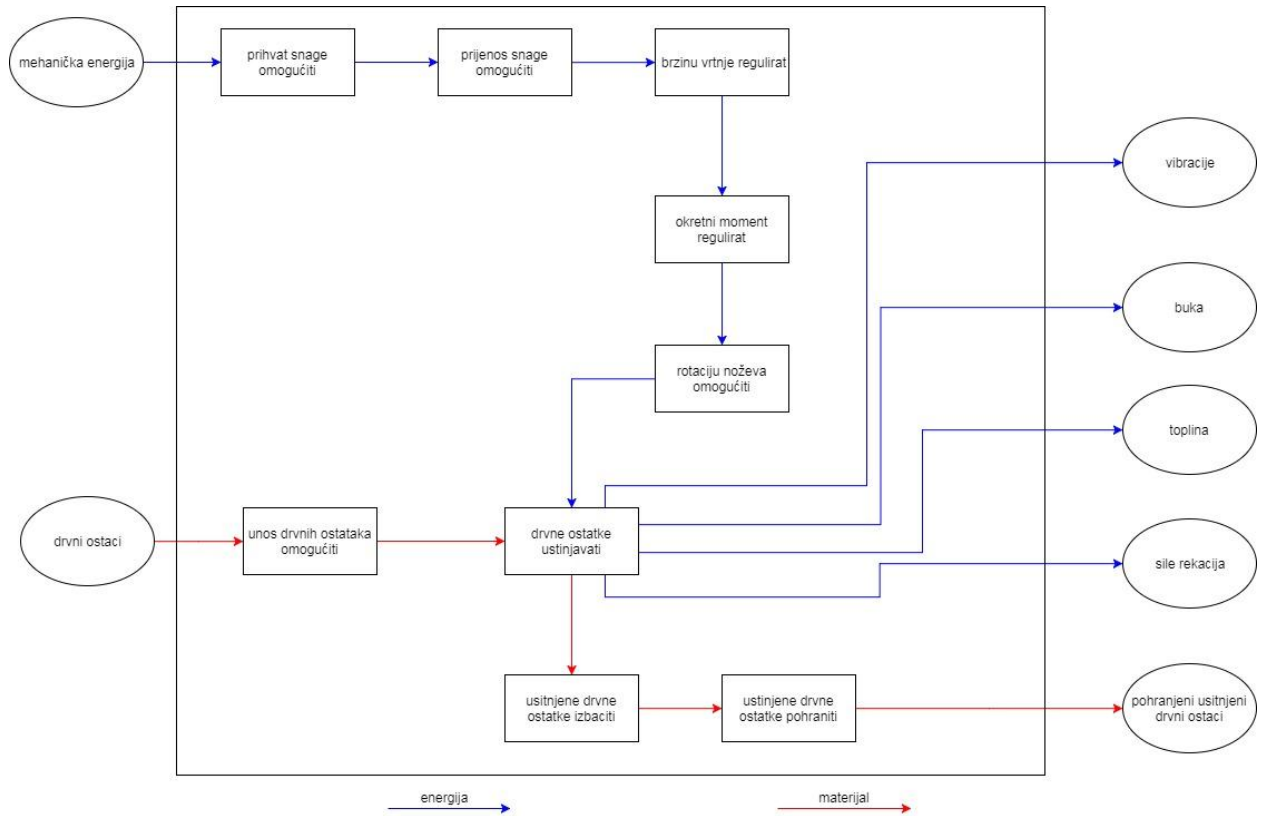 mehanička energija
prihvat snage
omogućiti
prijenos snage
omogućiti
brzinu vrtnje regulirat
vibracije
okretni moment
regulirat
buka
rotaciju noževa
omogućiti
toplina
drvni ostaci
unos drvnih ostataka
omogućiti
drvne ostatke
ustinjavati
sile rekacija
usitnjene drvne
ostatke izbaciti
ustinjene drvne
ostatke pohraniti
pohranjeni usitnjeni
drvni ostaci
energija
materijal